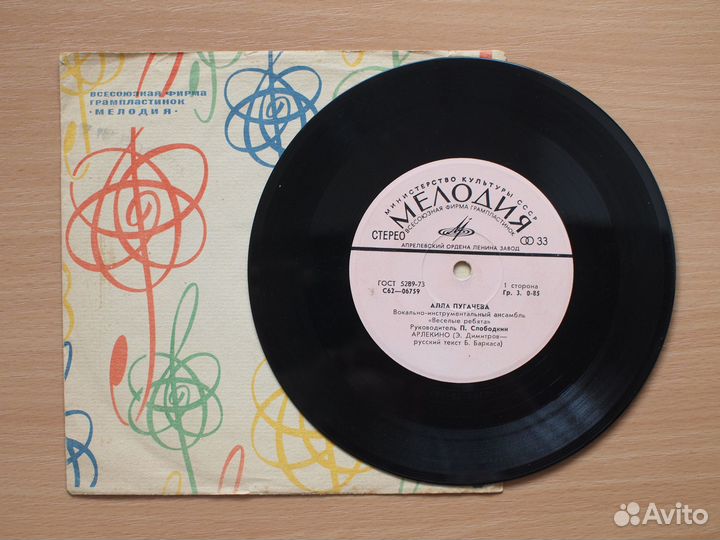 ВСЕСОЮЗНАЯ ФИРМА
ГРАМПЛАСТИНОК
·МЕЛОДИЯ·
МИНИСТЕРСТВО КУЛЬТУРЫ СССР
МЕЛОДИЯ
ВСЕСОЮЗНАЯ ФИРМА ГРАМПЛАСТИНОК
СТЕРЕО
33
АПРЕЛЕВСКИЙ ОРДЕНА ЛЕНИНА ЗАВОД
ГОСТ 5289-73
С62—06759
1 сторона
Гр. 3. 0-85
АЛЛА ПУГАЧЕВА
Вокально-инструментальный ансамбль
«Веселые ребята»
Руководитель П. Слободкин
АРЛЕКИНО (Э. Димитров—
русский текст Б. Баркаса)
Avito